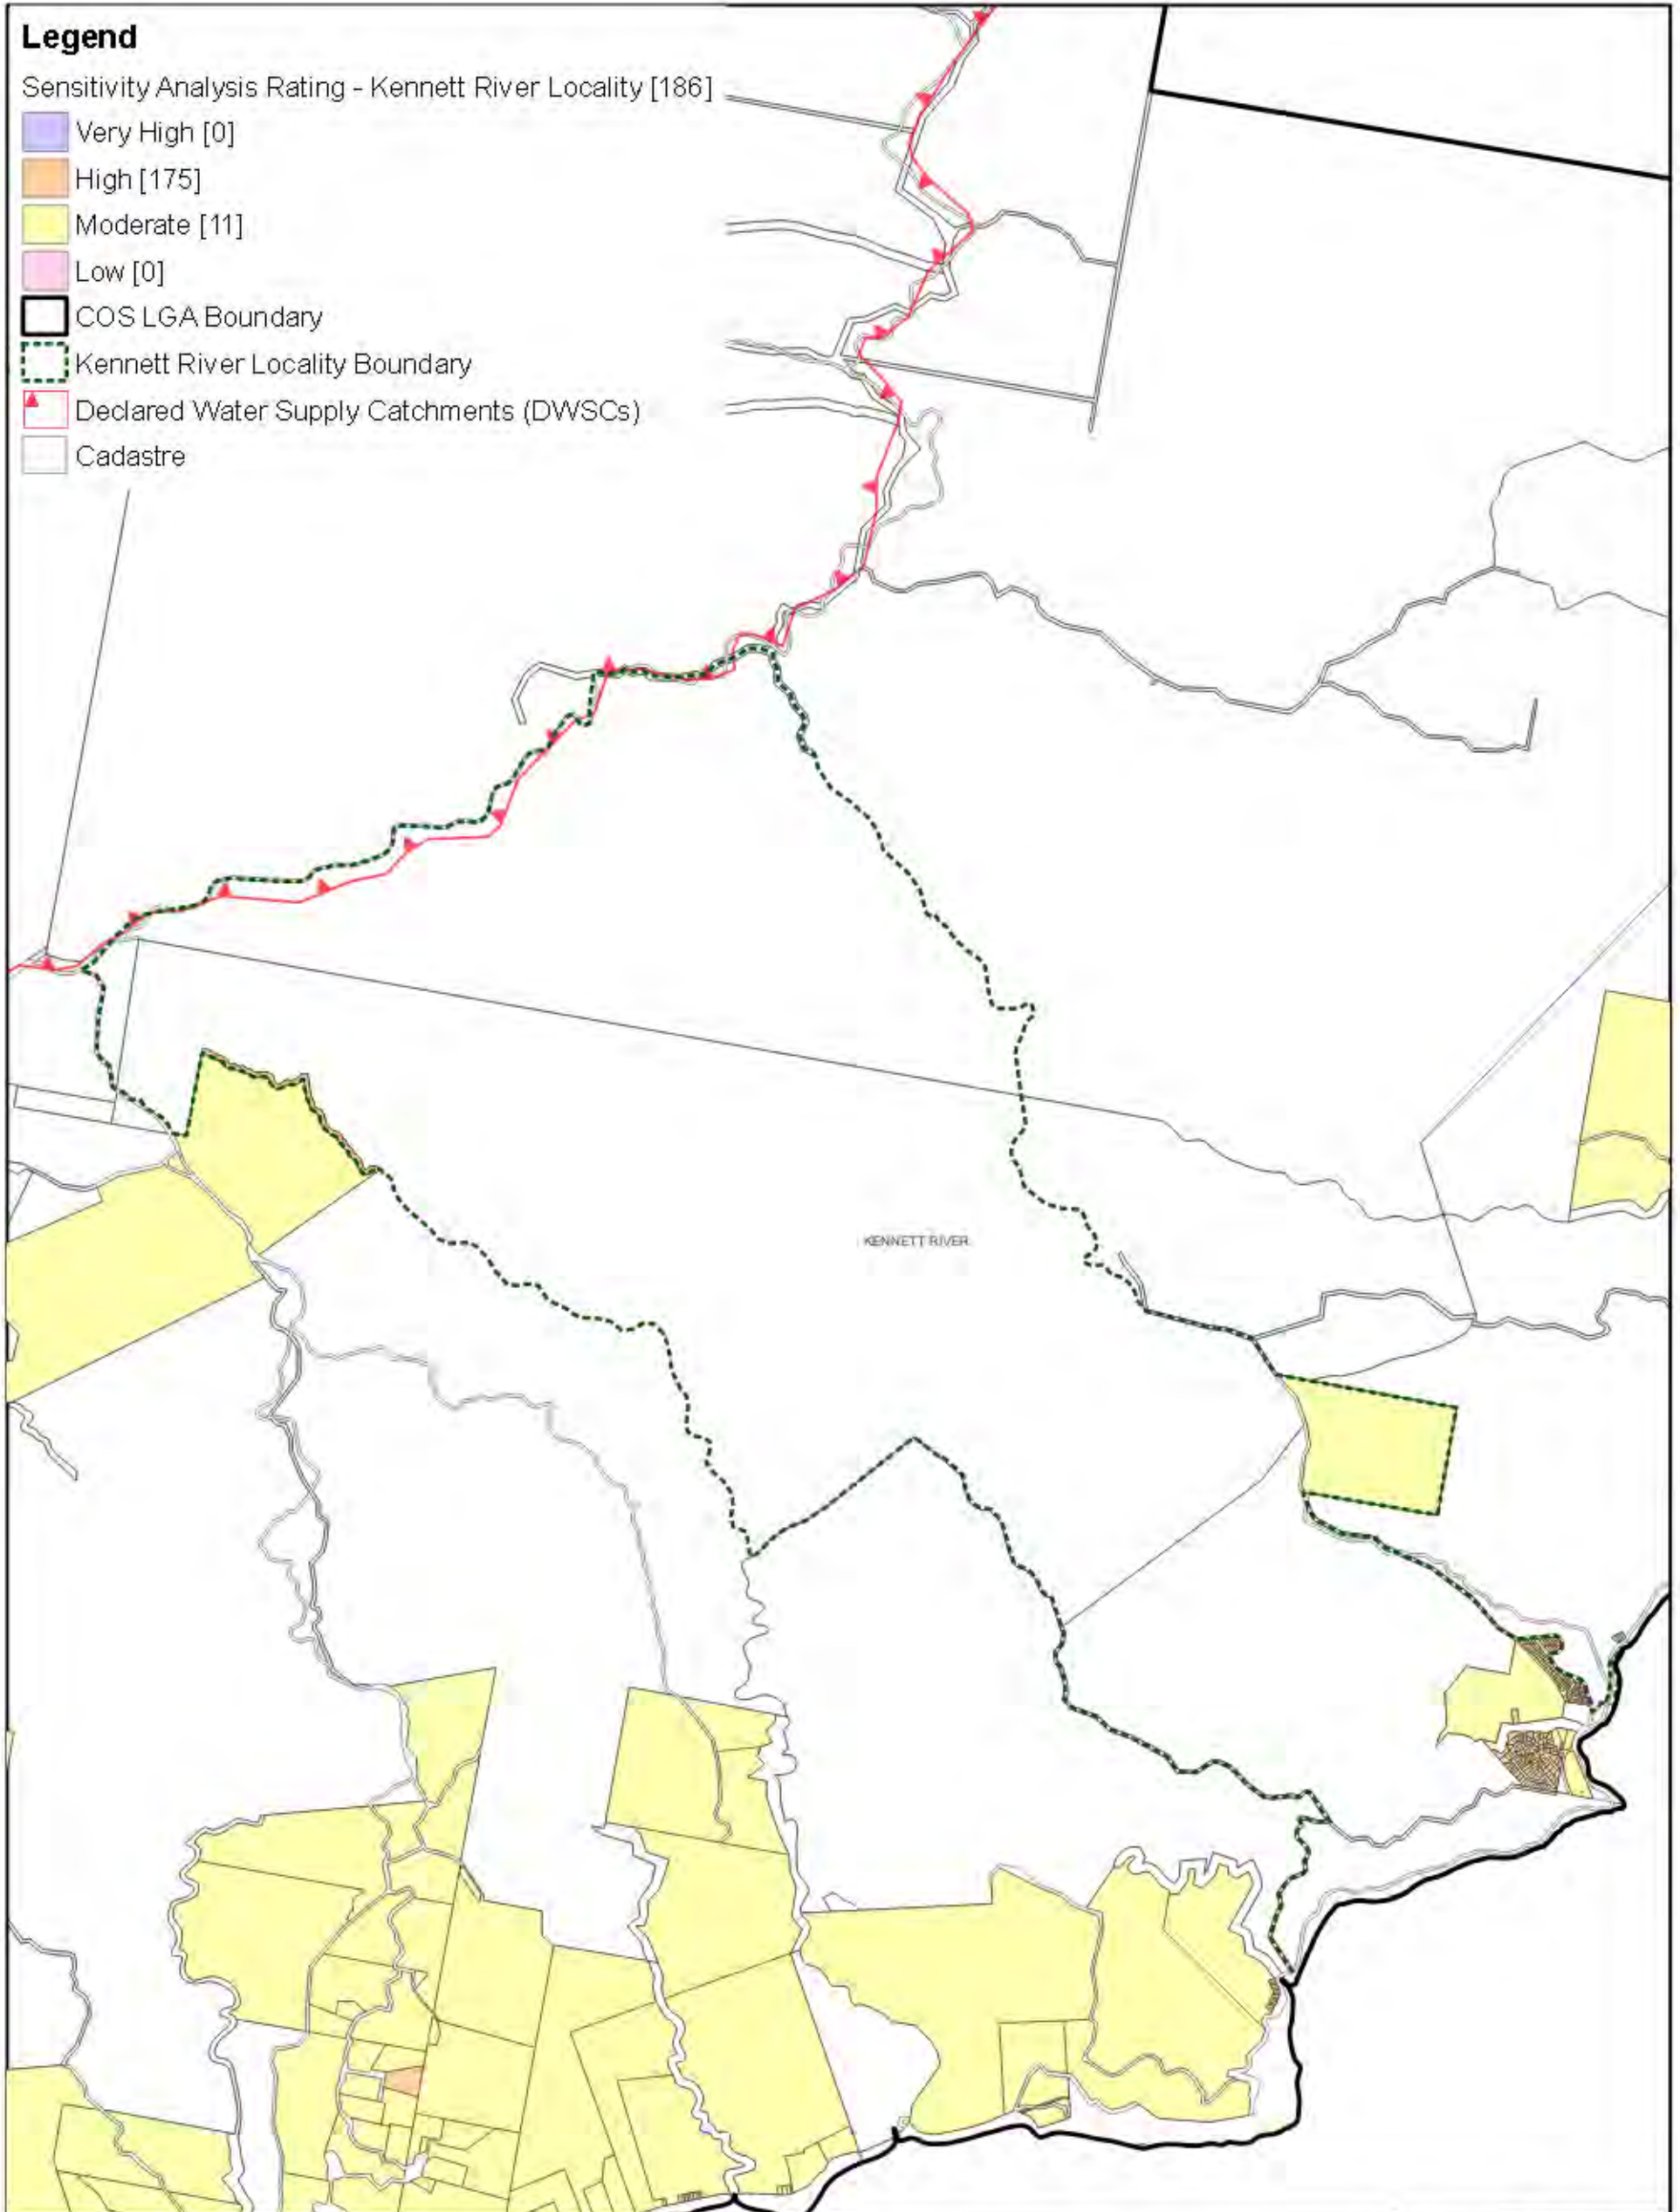 Legend
Sensitivity Analysis Rating - Kennett River Locality [186]
Very High [0]
High [175]
Moderate [11]
Low [0]
COS LGA Boundary
Kennett River Locality Boundary
Declared Water Supply Catchments (DWSCs)
Cadastre
KENNETT RIVER